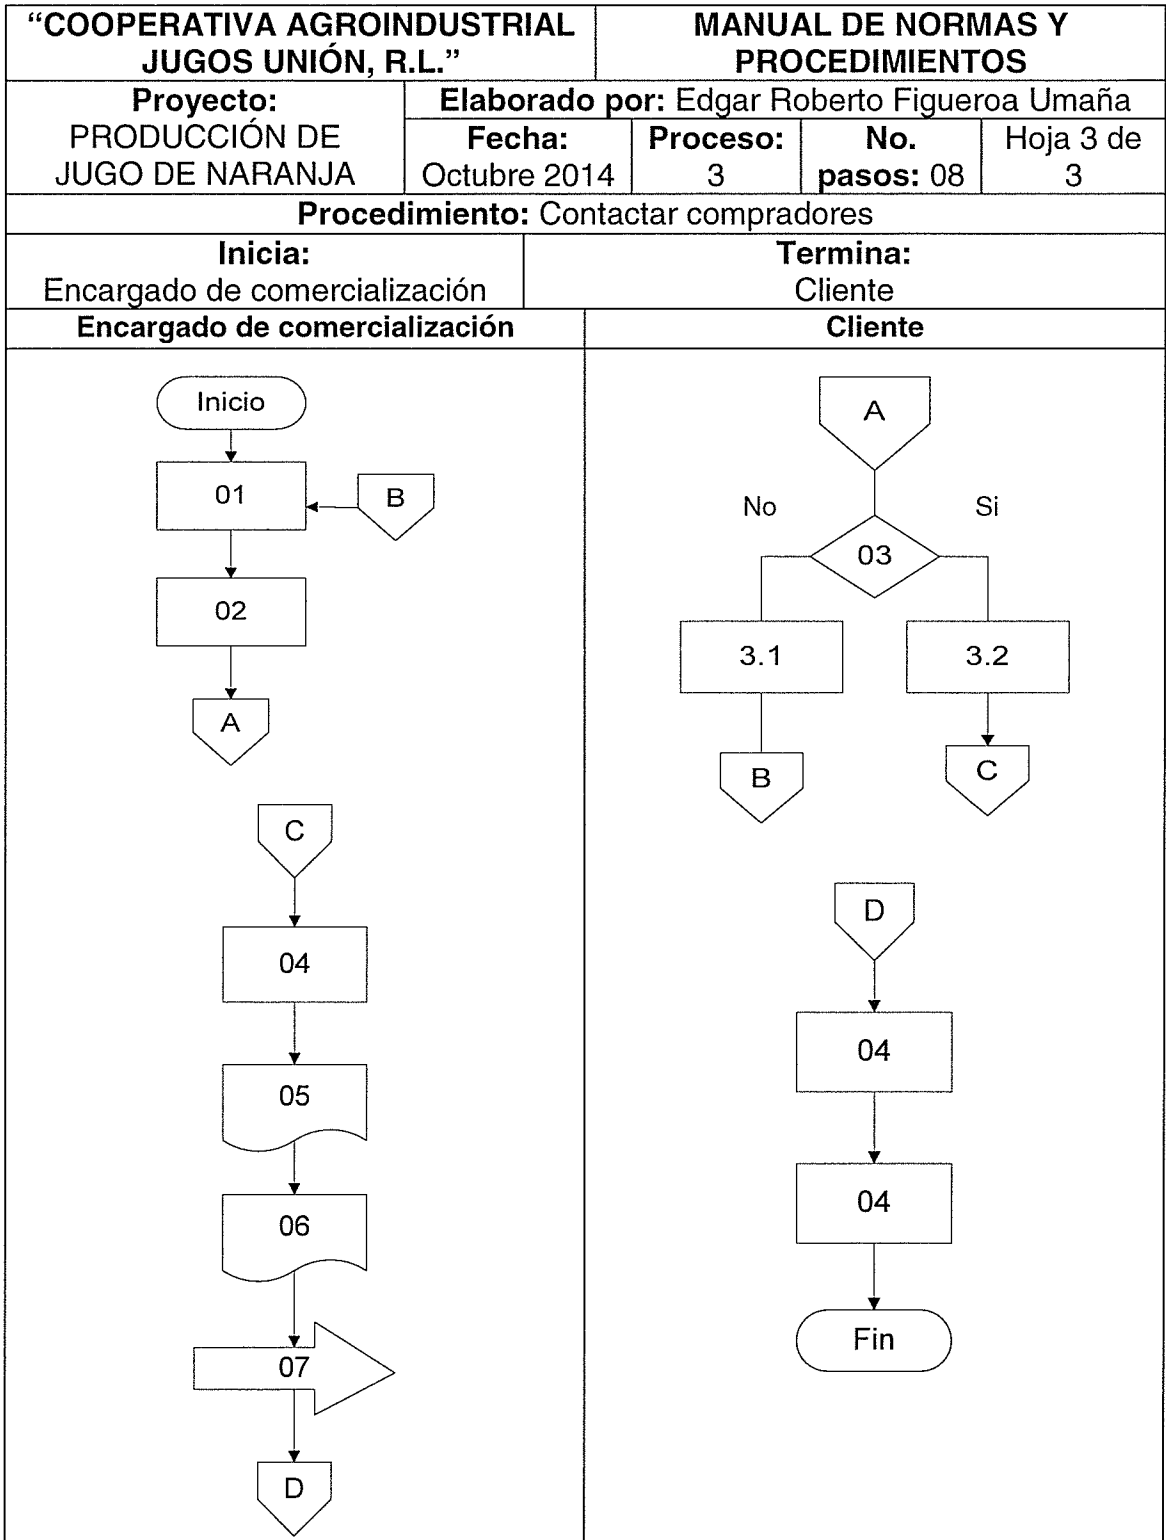 “COOPERATIVA AGROINDUSTRIAL
JUGOS UNIÓN, R.L.”
MANUAL DE NORMAS Y
PROCEDIMIENTOS
Proyecto:
PRODUCCIÓN DE
JUGO DE NARANJA
Elaborado por: Edgar Roberto Figueroa Umaña
Fecha:
Octubre 2014
Proceso:
3
No.
pasos: 08
Hoja 3 de
3
Procedimiento: Contactar compradores
Inicia:
Encargado de comercialización
Termina:
Cliente
Encargado de comercialización
Cliente
Inicio
01
B
02
A
C
04
05
06
07
D
A
No
Si
03
3.1
3.2
B
C
D
04
04
Fin